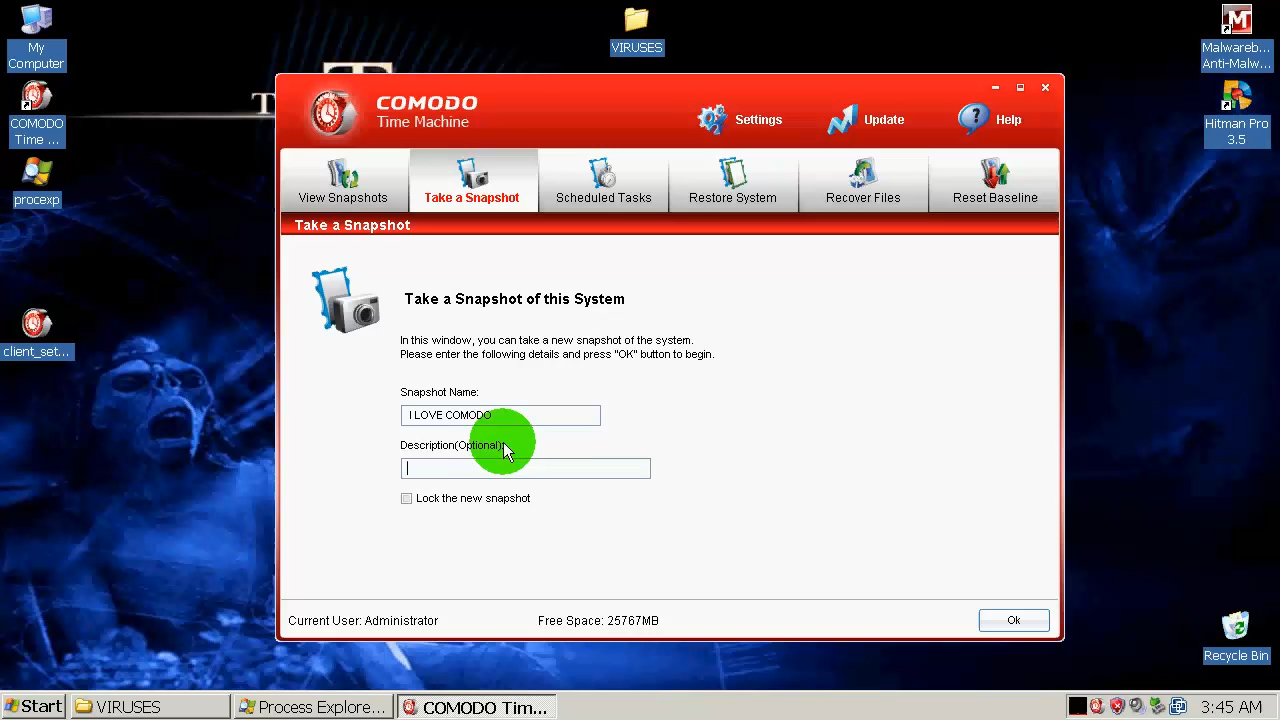 My
Computer
COMODO
Time ...
procexp
client_set...
VIRUSES
Malwareb...
Anti-Malw...
Hitman Pro
3.5
Recycle Bin
T
COMODO
Time Machine
Settings
Update
Help
View Snapshots
Take a Snapshot
Scheduled Tasks
Restore System
Recover Files
Reset Baseline
Take a Snapshot
Take a Snapshot of this System
In this window, you can take a new snapshot of the system.
Please enter the following details and press "OK" button to begin.
Snapshot Name:
I LOVE COMODO
Description(Optional):
Lock the new snapshot
Current User: Administrator
Free Space: 25767MB
Ok
Start
VIRUSES
Process Explore...
COMODO Tim...
3:45 AM